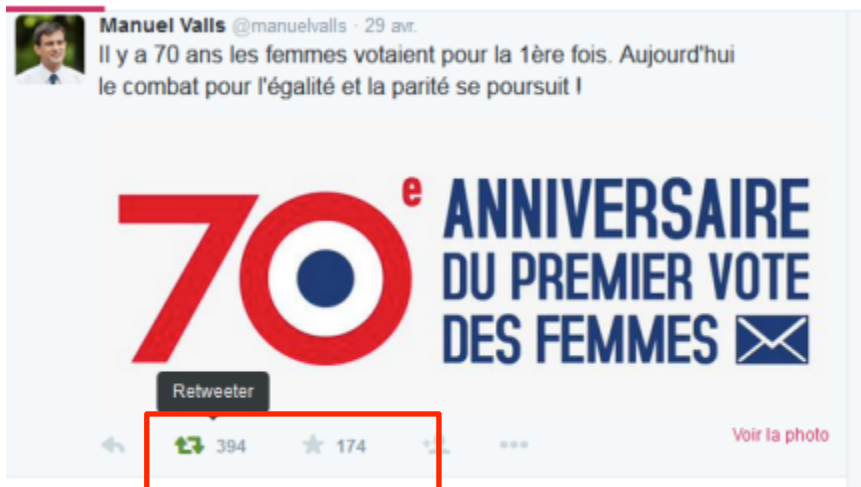 Manuel Valls @manuelvalls · 29 avr.
Il y a 70 ans les femmes votaient pour la 1ère fois. Aujourd'hui
le combat pour l'égalité et la parité se poursuit !
70e ANNIVERSAIRE
DU PREMIER VOTE
DES FEMMES
Retweeter
394 174
Voir la photo